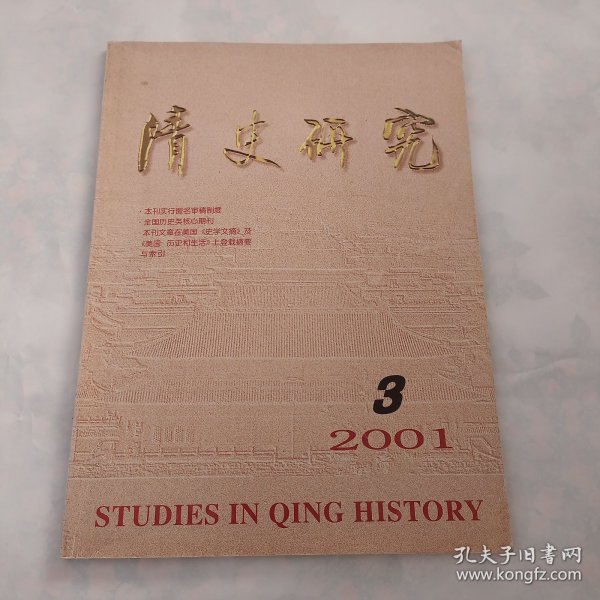 清史研究
·本刊实行匿名审稿制度
·全国历史类核心期刊
·本刊文章在美国《史学文摘》及
《美国:历史和生活》上登载摘要
与索引
3
2001
STUDIES IN QING HISTORY
孔夫子旧书网
www.kongfz.com